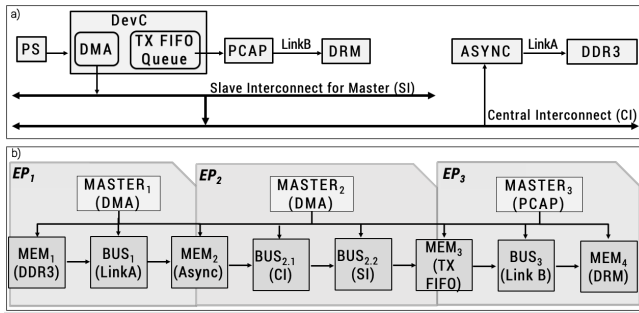 a)
DevC
PS
DMA
TX FIFO
Queue
PCAP
LinkB
DRM
ASYNC
LinkA
DDR3
Slave Interconnect for Master (SI)
Central Interconnect (CI)
b)
EP1
EP2
EP3
MASTER1
(DMA)
MASTER2
(DMA)
MASTER3
(PCAP)
MEM1
(DDR3)
BUS1
(LinkA)
MEM2
(Async)
BUS2.1
(CI)
BUS2.2
(SI)
MEM3
(TX
FIFO)
BUS3
(Link B)
MEM4
(DRM)